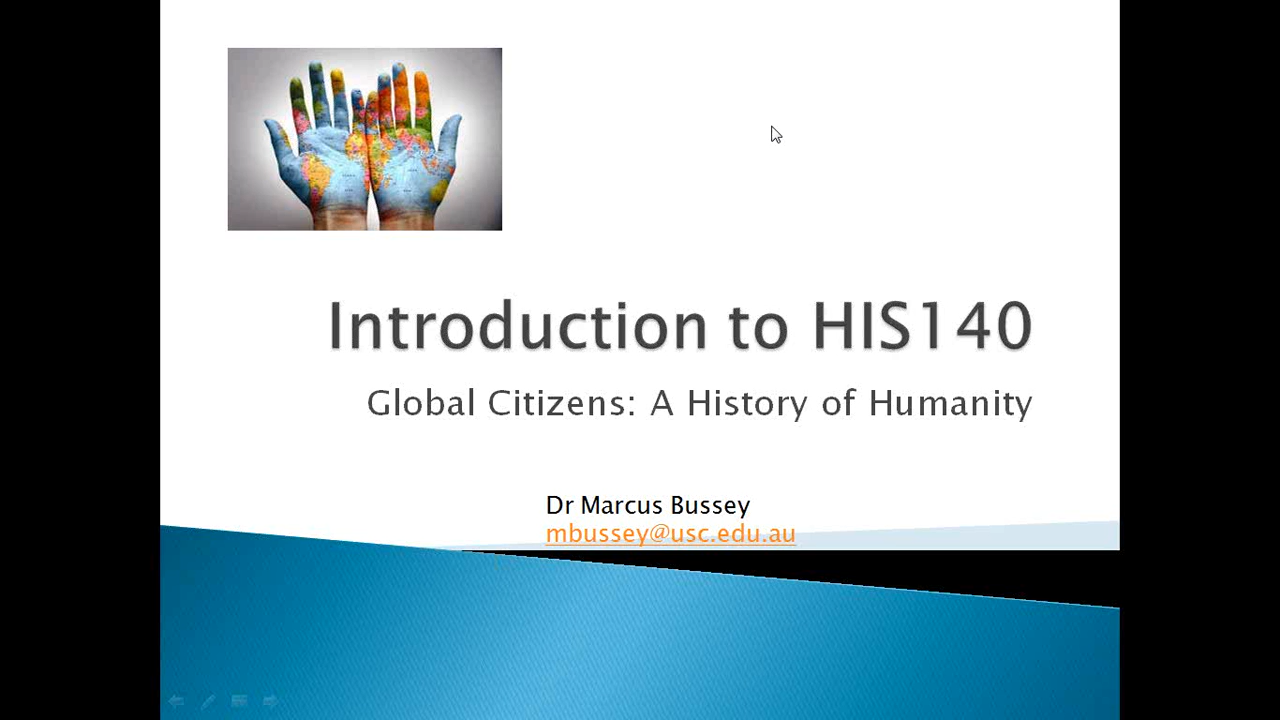 Introduction to HIS140
Global Citizens: A History of Humanity
Dr Marcus Bussey
mbussey@usc.edu.au